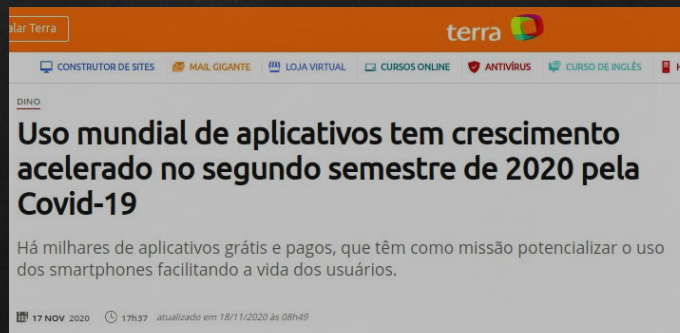 alar Terra
terra
CONSTRUTOR DE SITES MAIL GIGANTE LOJA VIRTUAL CURSOS ONLINE ANTIVÍRUS CURSO DE INGLÊS H
DINO
Uso mundial de aplicativos tem crescimento
acelerado no segundo semestre de 2020 pela
Covid-19
Há milhares de aplicativos grátis e pagos, que têm como missão potencializar o uso
dos smartphones facilitando a vida dos usuários.
17 NOV 2020 17h37 atualizado em 18/11/2020 às 08h49